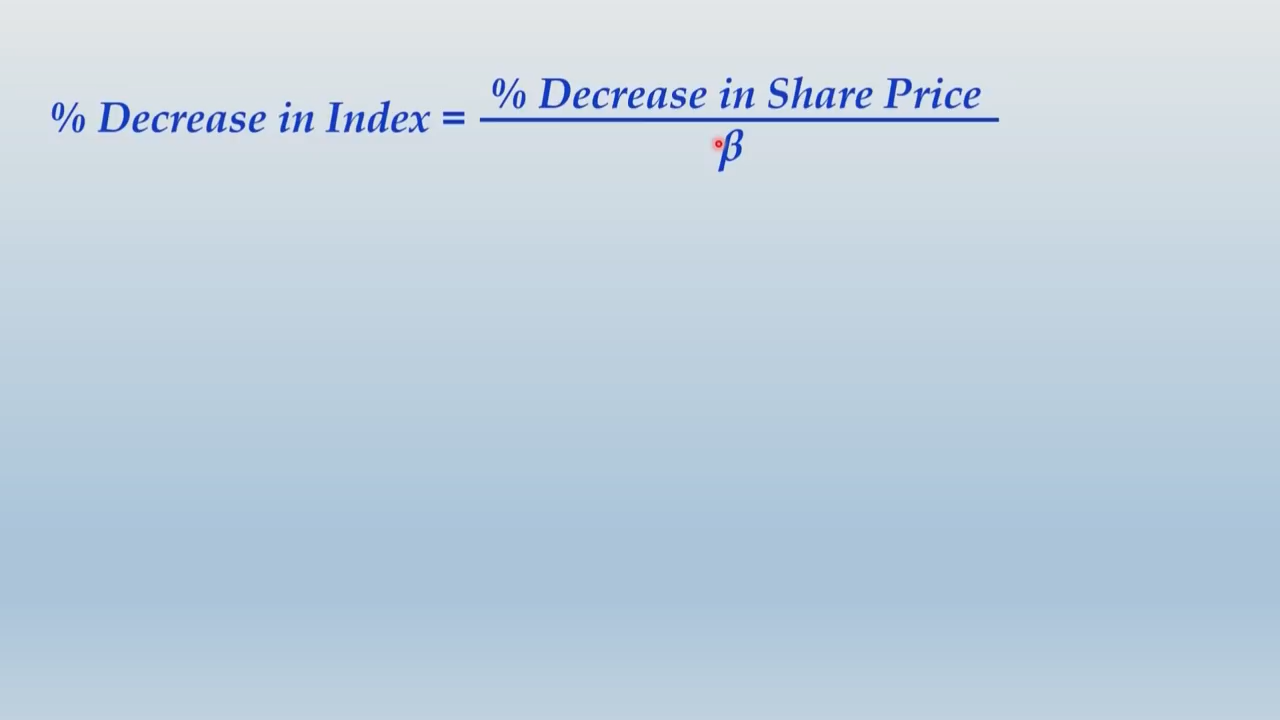 % Decrease in Index = % Decrease in Share Price
β